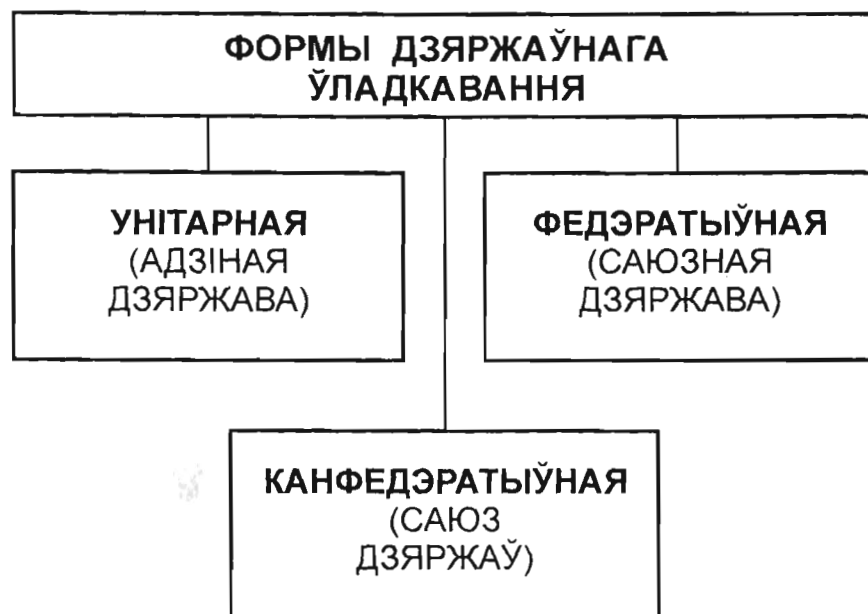 ФОРМЫ ДЗЯРЖАЎНАГА
ЎЛАДКАВАННЯ
УНІТАРНАЯ
(АДЗІНАЯ
ДЗЯРЖАВА)
ФЕДЭРАТЫЎНАЯ
(САЮЗНАЯ
ДЗЯРЖАВА)
КАНФЕДЭРАТЫЎНАЯ
(САЮЗ
ДЗЯРЖАЎ)